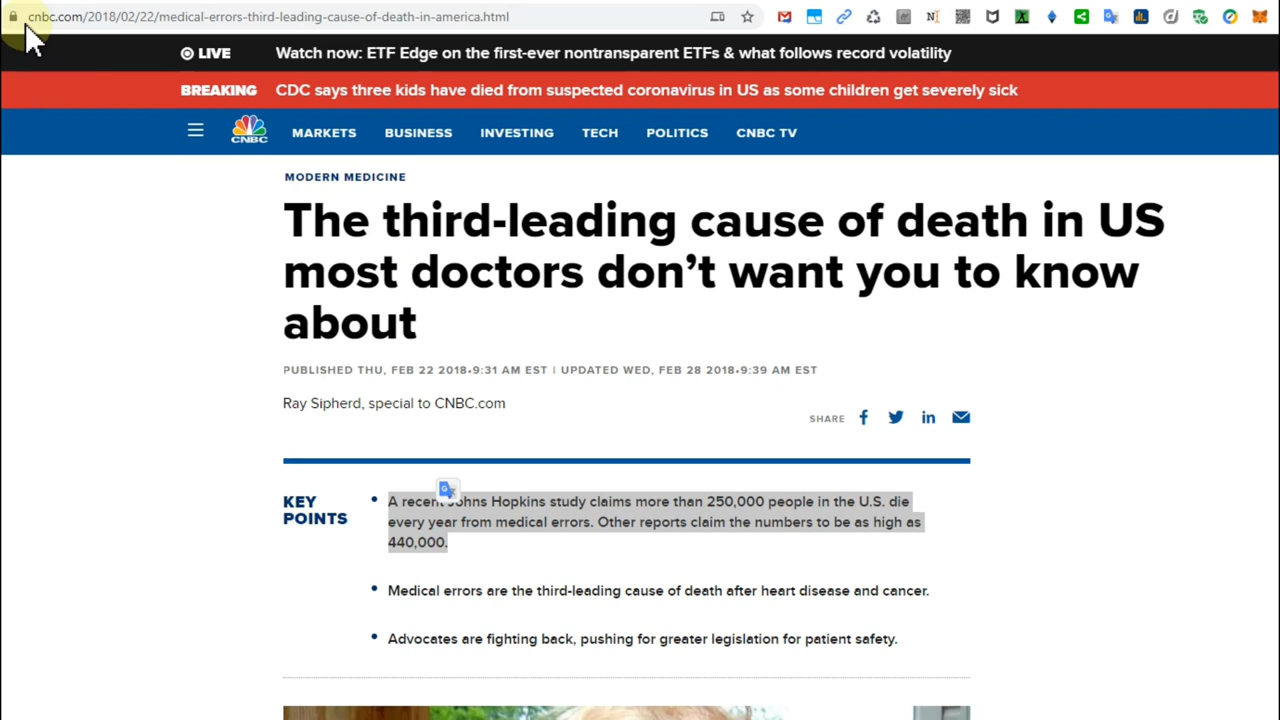 cnbc.com/2018/02/22/medical-errors-third-leading-cause-of-death-in-america.html
LIVE Watch now: ETF Edge on the first-ever nontransparent ETFs & what follows record volatility
BREAKING CDC says three kids have died from suspected coronavirus in US as some children get severely sick
CNBC MARKETS BUSINESS INVESTING TECH POLITICS CNBC TV
MODERN MEDICINE
The third-leading cause of death in US
most doctors don't want you to know
about
PUBLISHED THU, FEB 22 2018•9:31 AM EST | UPDATED WED, FEB 28 2018•9:39 AM EST
Ray Sipherd, special to CNBC.com
SHARE f in
KEY POINTS
• A recent Johns Hopkins study claims more than 250,000 people in the U.S. die
every year from medical errors. Other reports claim the numbers to be as high as
440,000.
• Medical errors are the third-leading cause of death after heart disease and cancer.
• Advocates are fighting back, pushing for greater legislation for patient safety.